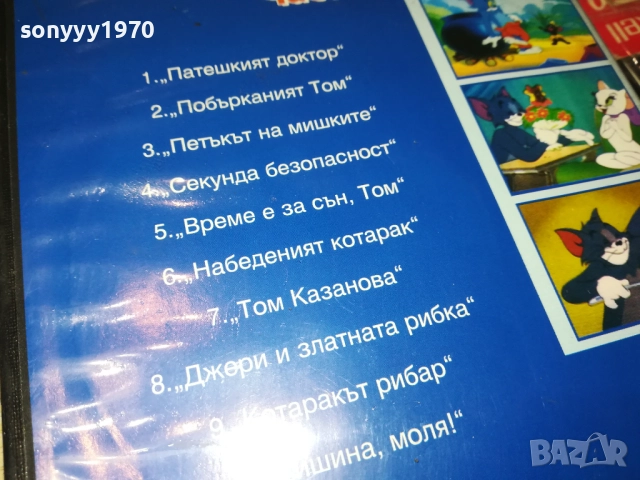 sonyyy1970
1.„Патешкият доктор“
2.„Побърканият Том“
3.„Петъкът на мишките“
4.„Секунда безопасност“
5.„Време е за сън, Том“
6.„Набеденият котарак“
7.„Том Казанова“
8.„Джери и златната рибка“
9.„Котаракът рибар“
моля!“
BAZAR
bg